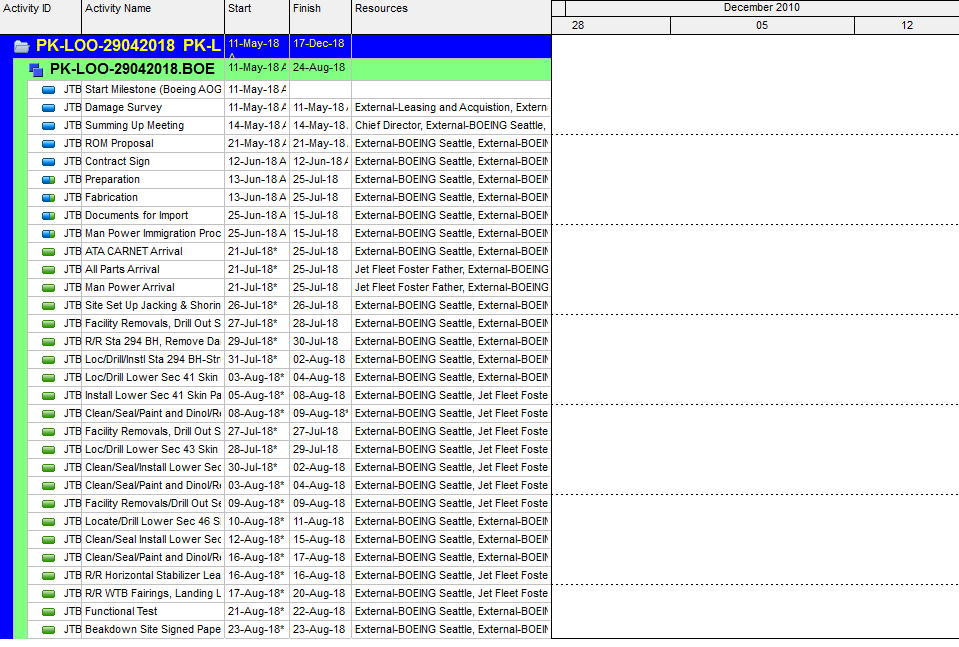 Activity ID Activity Name Start Finish Resources December 2010
28 05 12
PK-LOO-29042018 PK-L 11-May-18 17-Dec-18
PK-LOO-29042018.BOE 11-May-18 A 24-Aug-18
JTB Start Milestone (Boeing AOG 11-May-18 A
JTB Damage Survey 11-May-18 A 11-May-18 A External-Leasing and Acquistion, Extern
JTB Summing Up Meeting 14-May-18 A 14-May-18 Chief Director, External-BOEING Seattle,
JTB ROM Proposal 21-May-18 A 21-May-18 External-BOEING Seattle, External-BOEIN
JTB Contract Sign 12-Jun-18 A 12-Jun-18 A External-BOEING Seattle, External-BOEIN
JTB Preparation 13-Jun-18 A 25-Jul-18 External-BOEING Seattle, External-BOEIN
JTB Fabrication 13-Jun-18 A 25-Jul-18 External-BOEING Seattle, External-BOEIN
JTB Documents for Import 25-Jun-18 A 15-Jul-18 External-BOEING Seattle, External-BOEIN
JTB Man Power Immigration Proc 25-Jun-18 A 15-Jul-18 External-BOEING Seattle, External-BOEIN
JTB ATA CARNET Arrival 21-Jul-18* 25-Jul-18 External-BOEING Seattle, External-BOEIN
JTB All Parts Arrival 21-Jul-18* 25-Jul-18 Jet Fleet Foster Father, External-BOEING
JTB Man Power Arrival 21-Jul-18* 25-Jul-18 Jet Fleet Foster Father, External-BOEING
JTB Site Set Up Jacking & Shorin 26-Jul-18* 26-Jul-18 External-BOEING Seattle, External-BOEIN
JTB Facility Removals, Drill Out S 27-Jul-18* 28-Jul-18 External-BOEING Seattle, External-BOEIN
JTB R/R Sta 294 BH, Remove Da 29-Jul-18* 30-Jul-18 External-BOEING Seattle, External-BOEIN
JTB Loc/Drill/Instl Sta 294 BH-Str 31-Jul-18* 02-Aug-18 External-BOEING Seattle, External-BOEIN
JTB Loc/Drill Lower Sec 41 Skin 03-Aug-18* 04-Aug-18 External-BOEING Seattle, External-BOEIN
JTB Install Lower Sec 41 Skin Pa 05-Aug-18* 08-Aug-18 External-BOEING Seattle, Jet Fleet Foste
JTB Clean/Seal/Paint and Dinol/R 08-Aug-18* 09-Aug-18* External-BOEING Seattle, Jet Fleet Foste
JTB Facility Removals, Drill Out S 27-Jul-18* 27-Jul-18 External-BOEING Seattle, Jet Fleet Foste
JTB Loc/Drill Lower Sec 43 Skin 28-Jul-18* 29-Jul-18 External-BOEING Seattle, Jet Fleet Foste
JTB Clean/Seal/Install Lower Sec 30-Jul-18* 02-Aug-18 External-BOEING Seattle, Jet Fleet Foste
JTB Clean/Seal/Paint and Dinol/R 03-Aug-18* 04-Aug-18 External-BOEING Seattle, Jet Fleet Foste
JTB Facility Removals/Drill Out Se 09-Aug-18* 09-Aug-18 External-BOEING Seattle, Jet Fleet Foste
JTB Locate/Drill Lower Sec 46 S 10-Aug-18* 11-Aug-18 External-BOEING Seattle, External-BOEIN
JTB Clean/Seal Install Lower Sec 12-Aug-18* 15-Aug-18 External-BOEING Seattle, External-BOEIN
JTB Clean/Seal/Paint and Dinol/R 16-Aug-18* 17-Aug-18 External-BOEING Seattle, External-BOEIN
JTB R/R Horizontal Stabilizer Lea 16-Aug-18* 16-Aug-18 External-BOEING Seattle, Jet Fleet Foste
JTB R/R WTB Fairings, Landing L 17-Aug-18* 20-Aug-18 External-BOEING Seattle, Jet Fleet Foste
JTB Functional Test 21-Aug-18* 22-Aug-18 External-BOEING Seattle, External-BOEIN
JTB Beakdown Site Signed Pape 23-Aug-18* 23-Aug-18 External-BOEING Seattle, External-BOEIN